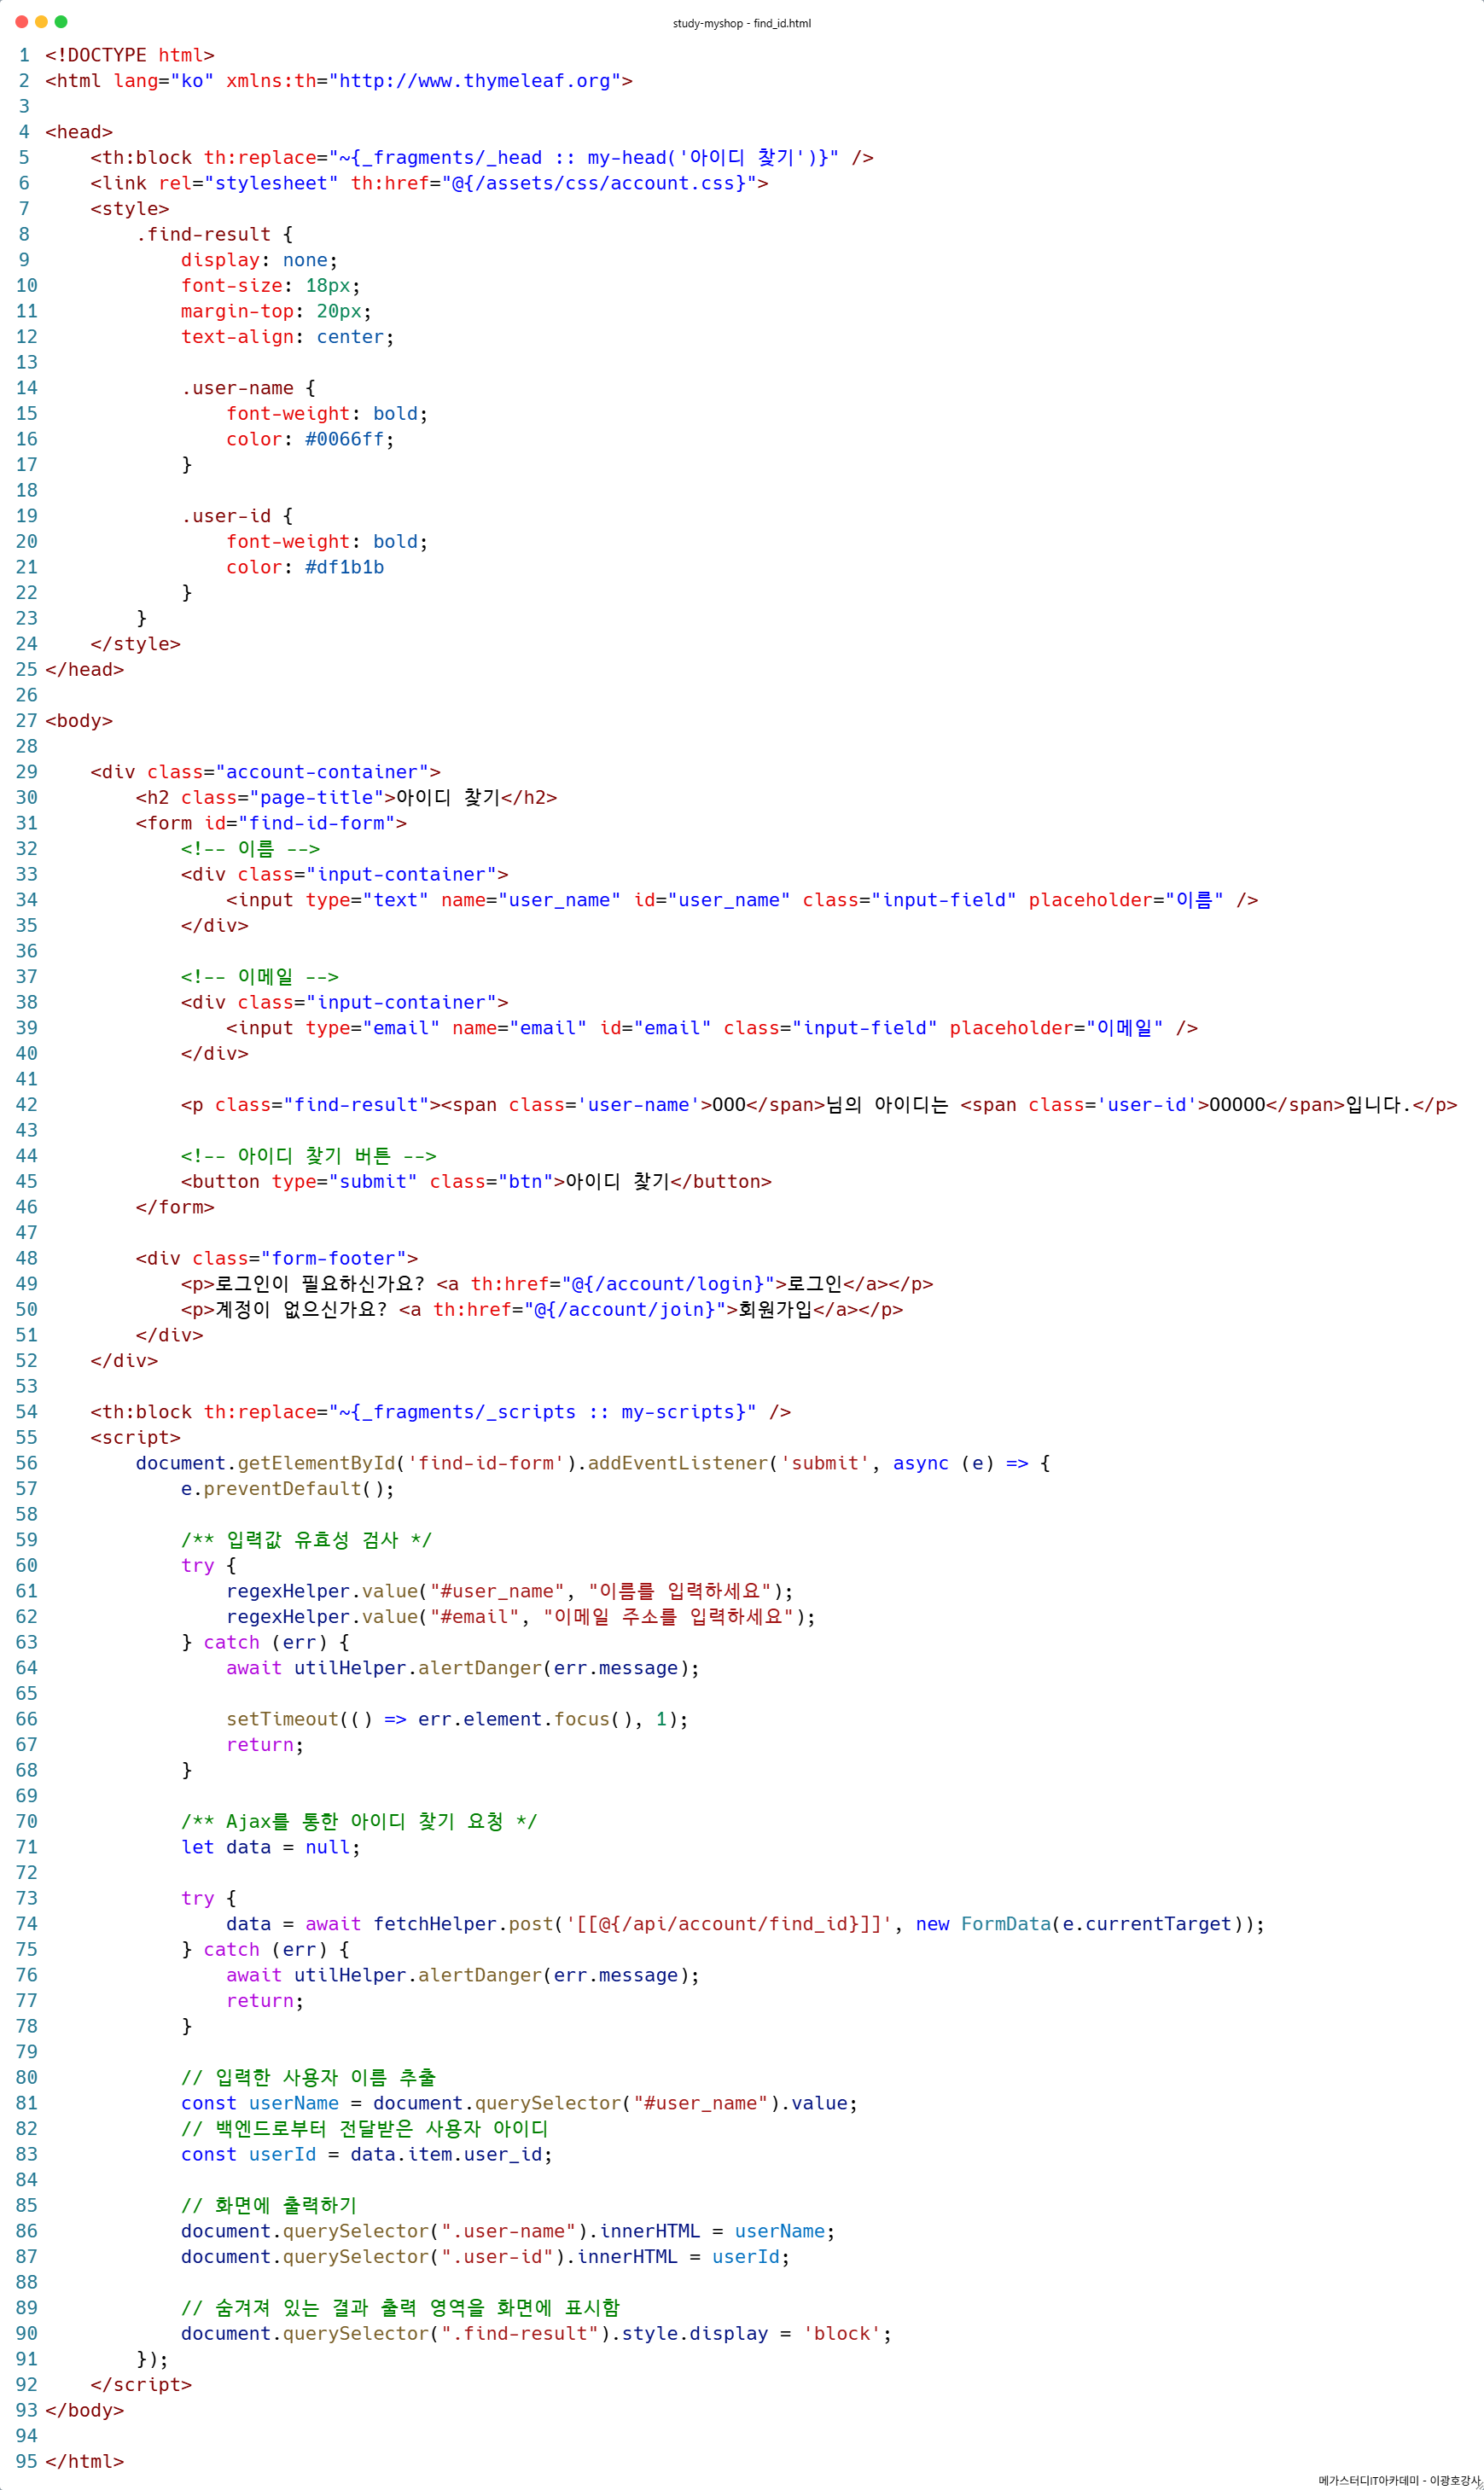 study-myshop - find_id.html
1 <!DOCTYPE html>
2 <html lang="ko" xmlns:th="http://www.thymeleaf.org">
3
4 <head>
5     <th:block th:replace="~{_fragments/_head :: my-head('아이디 찾기')}" />
6     <link rel="stylesheet" th:href="@{/assets/css/account.css}">
7     <style>
8         .find-result {
9             display: none;
10             font-size: 18px;
11             margin-top: 20px;
12             text-align: center;
13
14             .user-name {
15                 font-weight: bold;
16                 color: #0066ff;
17             }
18
19             .user-id {
20                 font-weight: bold;
21                 color: #df1b1b
22             }
23         }
24     </style>
25 </head>
26
27 <body>
28
29     <div class="account-container">
30         <h2 class="page-title">아이디 찾기</h2>
31         <form id="find-id-form">
32             <!-- 이름 -->
33             <div class="input-container">
34                 <input type="text" name="user_name" id="user_name" class="input-field" placeholder="이름" />
35             </div>
36
37             <!-- 이메일 -->
38             <div class="input-container">
39                 <input type="email" name="email" id="email" class="input-field" placeholder="이메일" />
40             </div>
41
42             <p class="find-result"><span class='user-name'>OOO</span>님의 아이디는 <span class='user-id'>OOOOO</span>입니다.</p>
43
44             <!-- 아이디 찾기 버튼 -->
45             <button type="submit" class="btn">아이디 찾기</button>
46         </form>
47
48         <div class="form-footer">
49             <p>로그인이 필요하신가요? <a th:href="@{/account/login}">로그인</a></p>
50             <p>계정이 없으신가요? <a th:href="@{/account/join}">회원가입</a></p>
51         </div>
52     </div>
53
54     <th:block th:replace="~{_fragments/_scripts :: my-scripts}" />
55     <script>
56         document.getElementById('find-id-form').addEventListener('submit', async (e) => {
57             e.preventDefault();
58
59             /** 입력값 유효성 검사 */
60             try {
61                 regexHelper.value("#user_name", "이름를 입력하세요");
62                 regexHelper.value("#email", "이메일 주소를 입력하세요");
63             } catch (err) {
64                 await utilHelper.alertDanger(err.message);
65
66                 setTimeout(() => err.element.focus(), 1);
67                 return;
68             }
69
70             /** Ajax를 통한 아이디 찾기 요청 */
71             let data = null;
72
73             try {
74                 data = await fetchHelper.post('[[@{/api/account/find_id}]]', new FormData(e.currentTarget));
75             } catch (err) {
76                 await utilHelper.alertDanger(err.message);
77                 return;
78             }
79
80             // 입력한 사용자 이름 추출
81             const userName = document.querySelector("#user_name").value;
82             // 백엔드로부터 전달받은 사용자 아이디
83             const userId = data.item.user_id;
84
85             // 화면에 출력하기
86             document.querySelector(".user-name").innerHTML = userName;
87             document.querySelector(".user-id").innerHTML = userId;
88
89             // 숨겨져 있는 결과 출력 영역을 화면에 표시함
90             document.querySelector(".find-result").style.display = 'block';
91         });
92     </script>
93 </body>
94
95 </html>
메가스터디IT아카데미 - 이광호강사